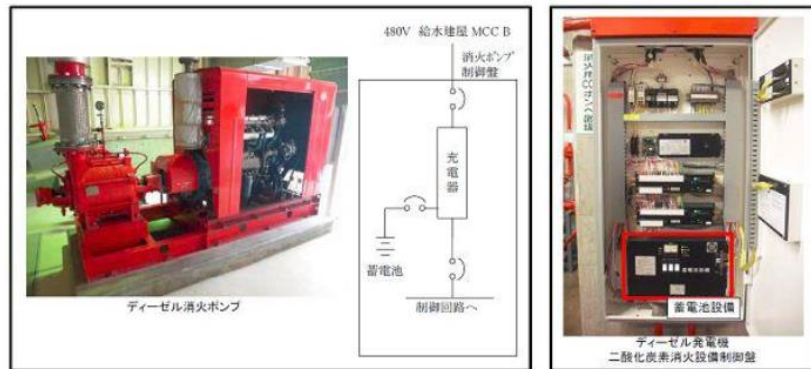 480V 給水建屋 MCC B
消火ポンプ
制御盤
充電器
蓄電池
制御回路へ
ディーゼル消火ポンプ
蓄電池設備
ディーゼル発電機
二酸化炭素消火設備制御盤